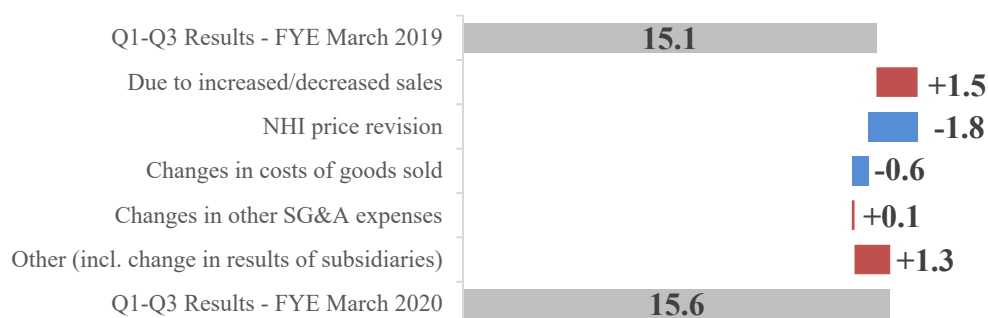 Q1-Q3 Results - FYE March 2019 15.1
Due to increased/decreased sales +1.5
NHI price revision -1.8
Changes in costs of goods sold -0.6
Changes in other SG&A expenses +0.1
Other (incl. change in results of subsidiaries) +1.3
Q1-Q3 Results - FYE March 2020 15.6